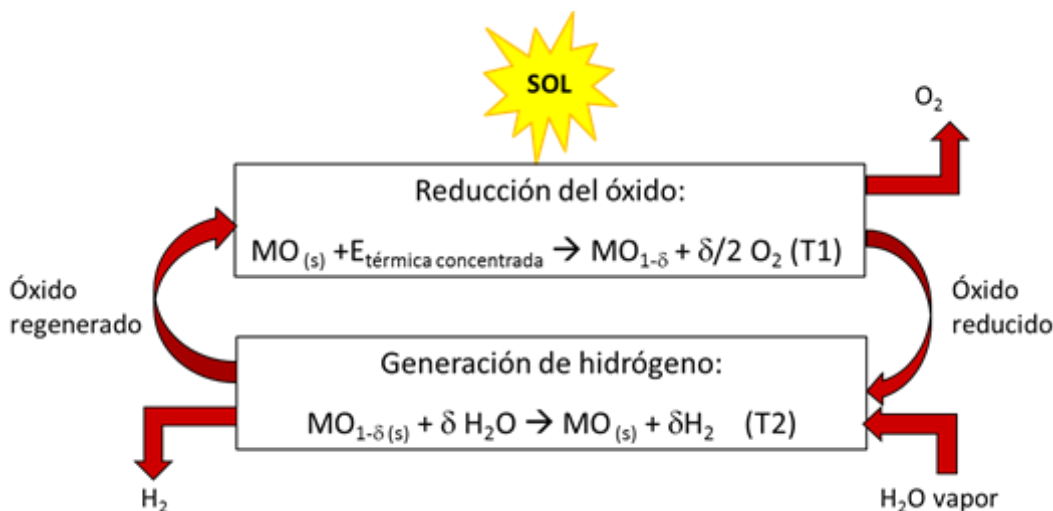 SOL
O₂
Reducción del óxido:
MO (s) +E térmica concentrada → MO₁₋δ + δ/2 O₂ (T1)
Óxido
regenerado
Óxido
reducido
Generación de hidrógeno:
MO₁₋δ (s) + δ H₂O → MO(s) + δH₂ (T2)
H₂
H₂O vapor